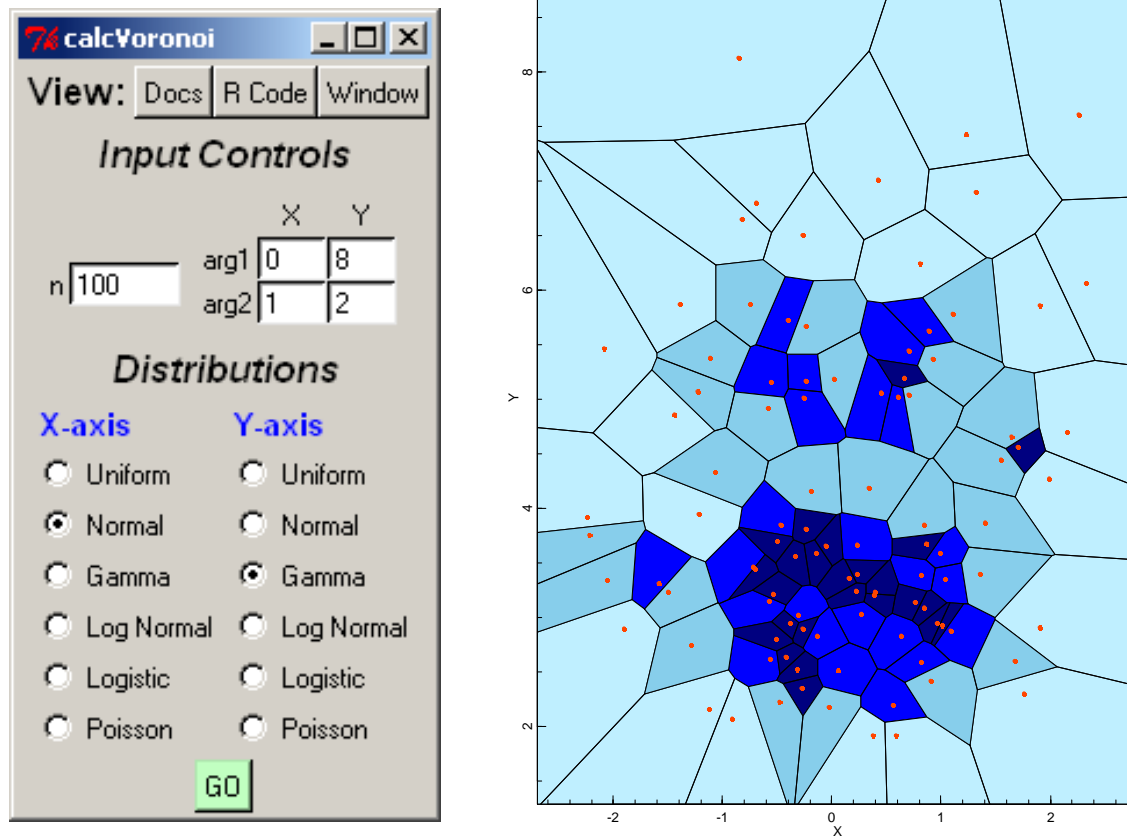 calcVoronoi
View: Docs R Code Window
Input Controls
X Y
arg1 0 8
n 100
arg2 1 2
Distributions
X-axis Y-axis
Uniform Uniform
Normal Normal
Gamma Gamma
Log Normal Log Normal
Logistic Logistic
Poisson Poisson
GO
8
6
Y
4
2
-2 -1 0 1 2
X